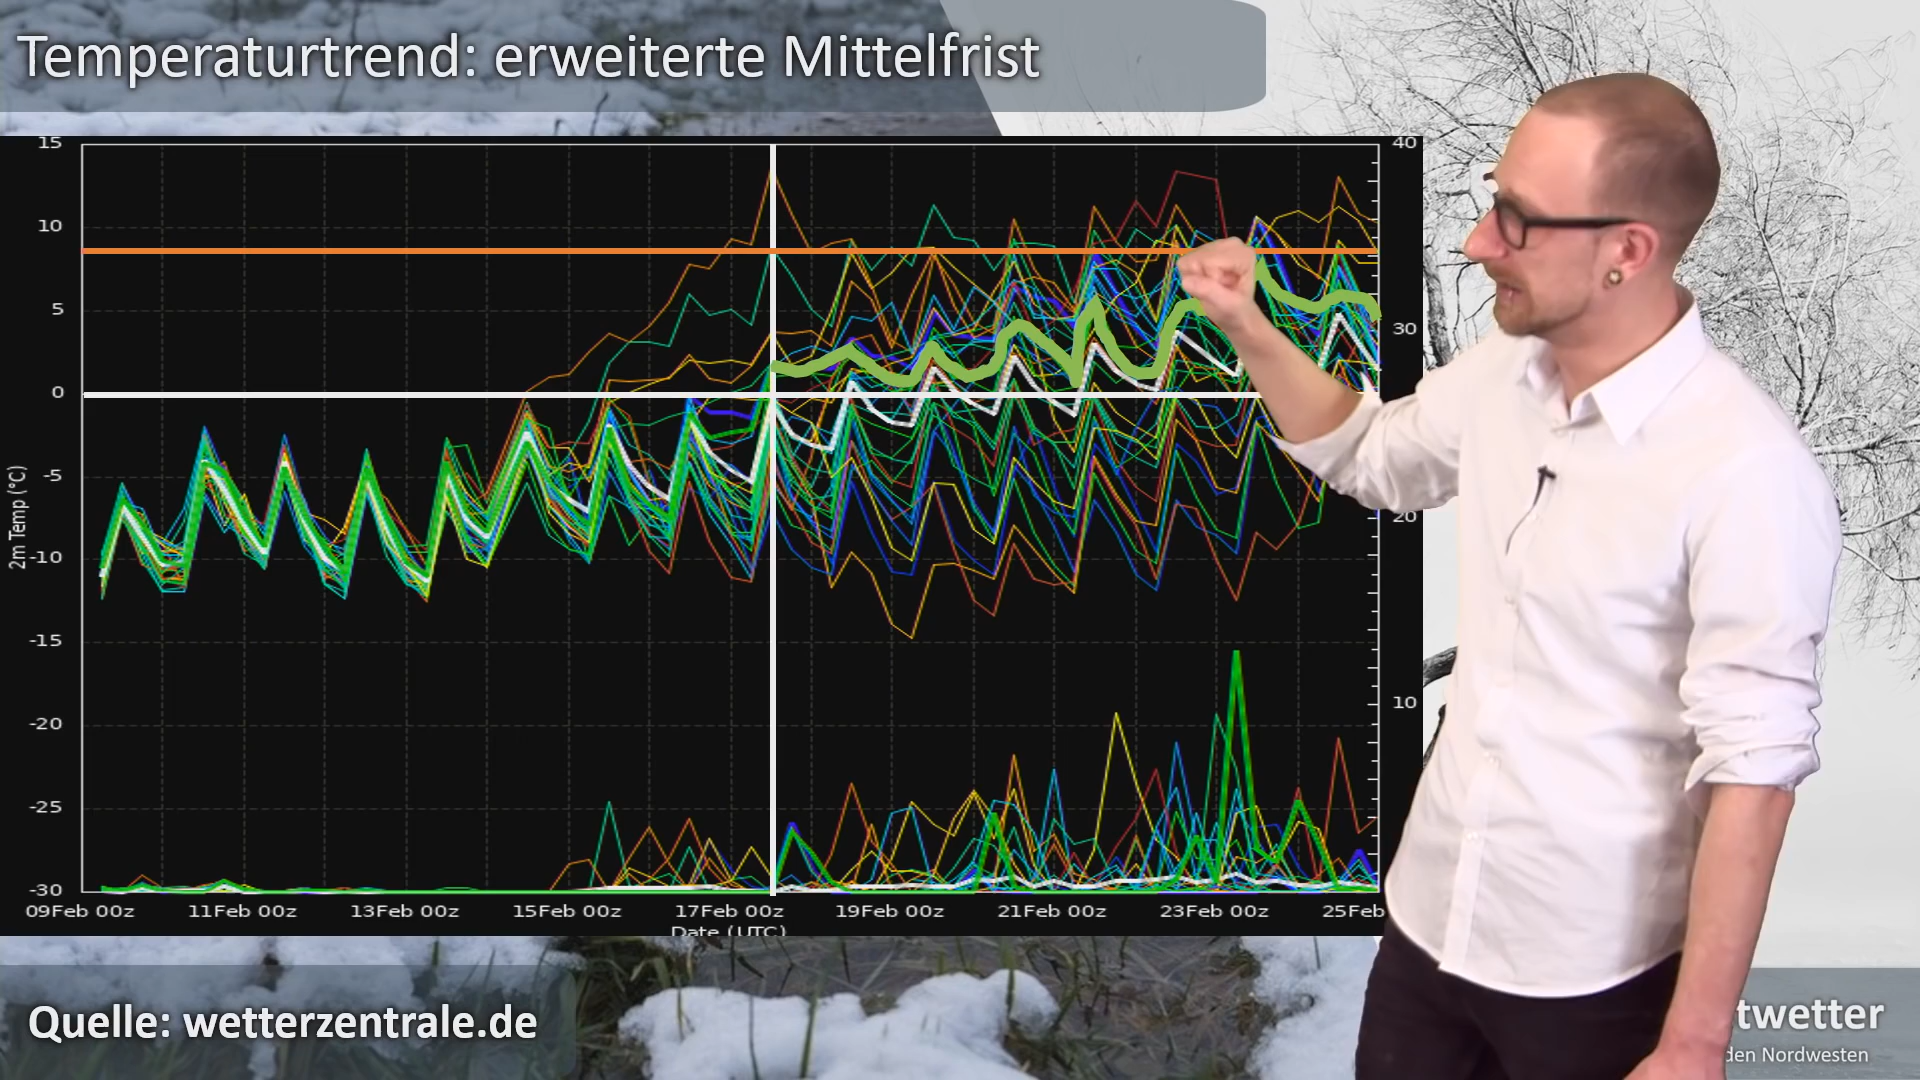 Temperaturtrend: erweiterte Mittelfrist
15
10
5
0
-5
-10
-15
-20
-25
-30
2m Temp (°C)
40
30
20
10
09Feb 00z
11Feb 00z
13Feb 00z
15Feb 00z
17Feb 00z
19Feb 00z
21Feb 00z
23Feb 00z
25Feb
Date (UTC)
Quelle: wetterzentrale.de
twetter
den Nordwesten